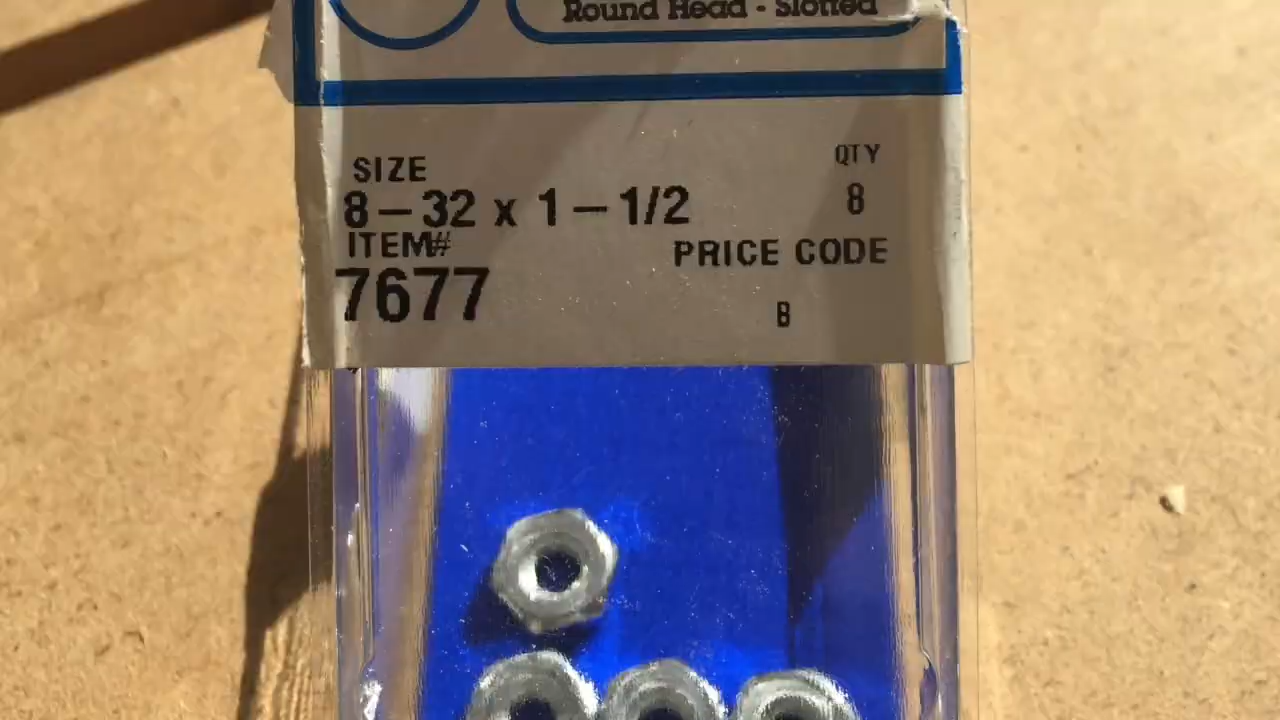 Round Head - Slotted
SIZE
8-32 x 1-1/2
QTY
8
ITEM#
7677
PRICE CODE
B